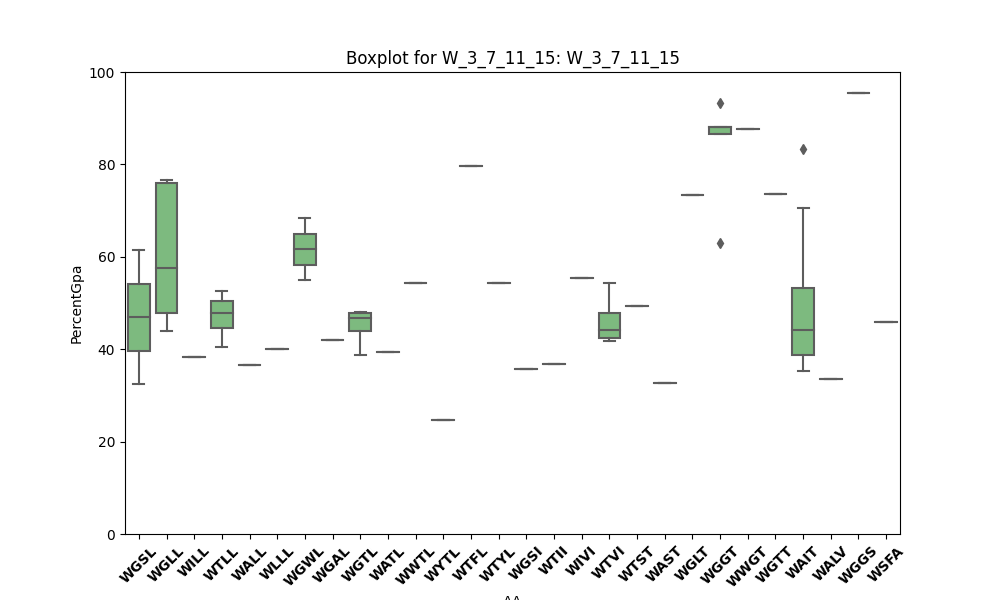 Boxplot for W_3_7_11_15: W_3_7_11_15
PercentGpa
100
80
60
40
20
0
WGSL WGLL WILL WTLL WALL WLLL WGWL WGAL WGTL WATL WWTL WYTL WTFL WTYL WGSI WTII WIVI WTVI WTST WAST WGLT WGGT WWGT WGTT WAIT WALV WGGS WSFA
AA